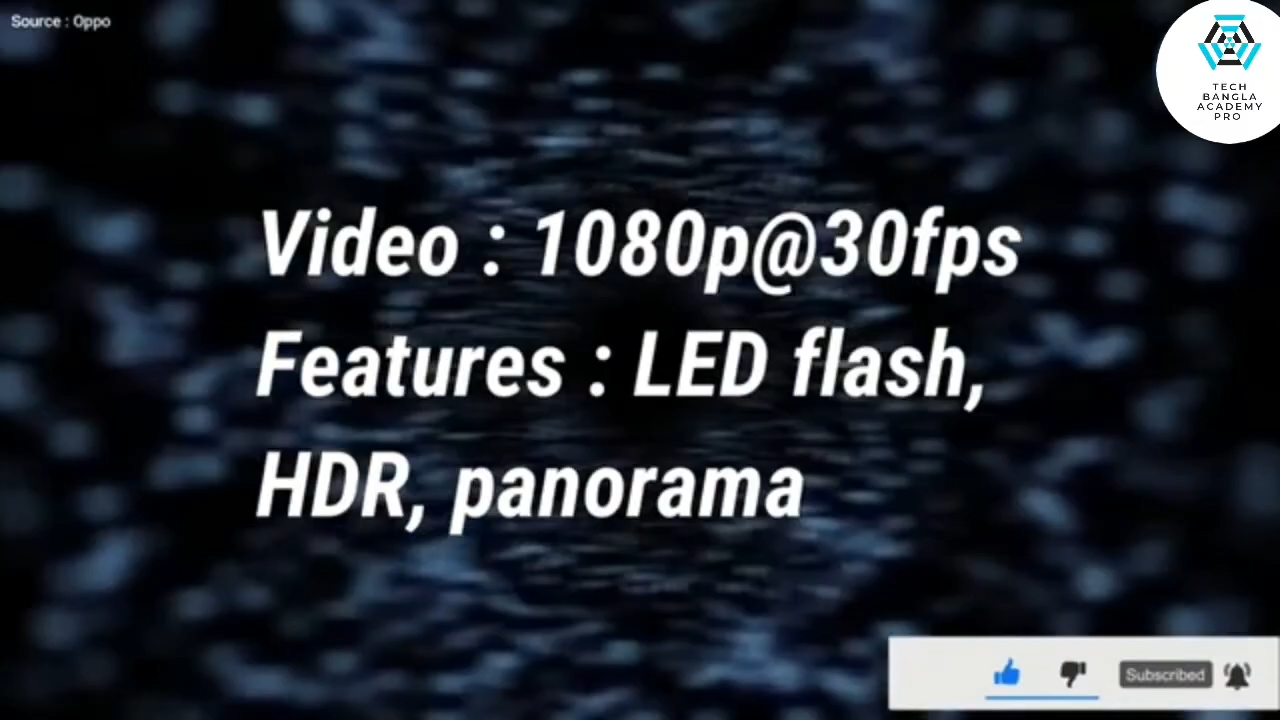 Source : Oppo
TECH
BANGLA
ACADEMY
PRO
Video : 1080p@30fps
Features : LED flash,
HDR, panorama
Subscribed